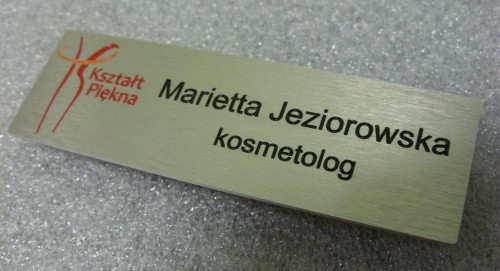 Kształt
Piękna
Marietta Jeziorowska
kosmetolog